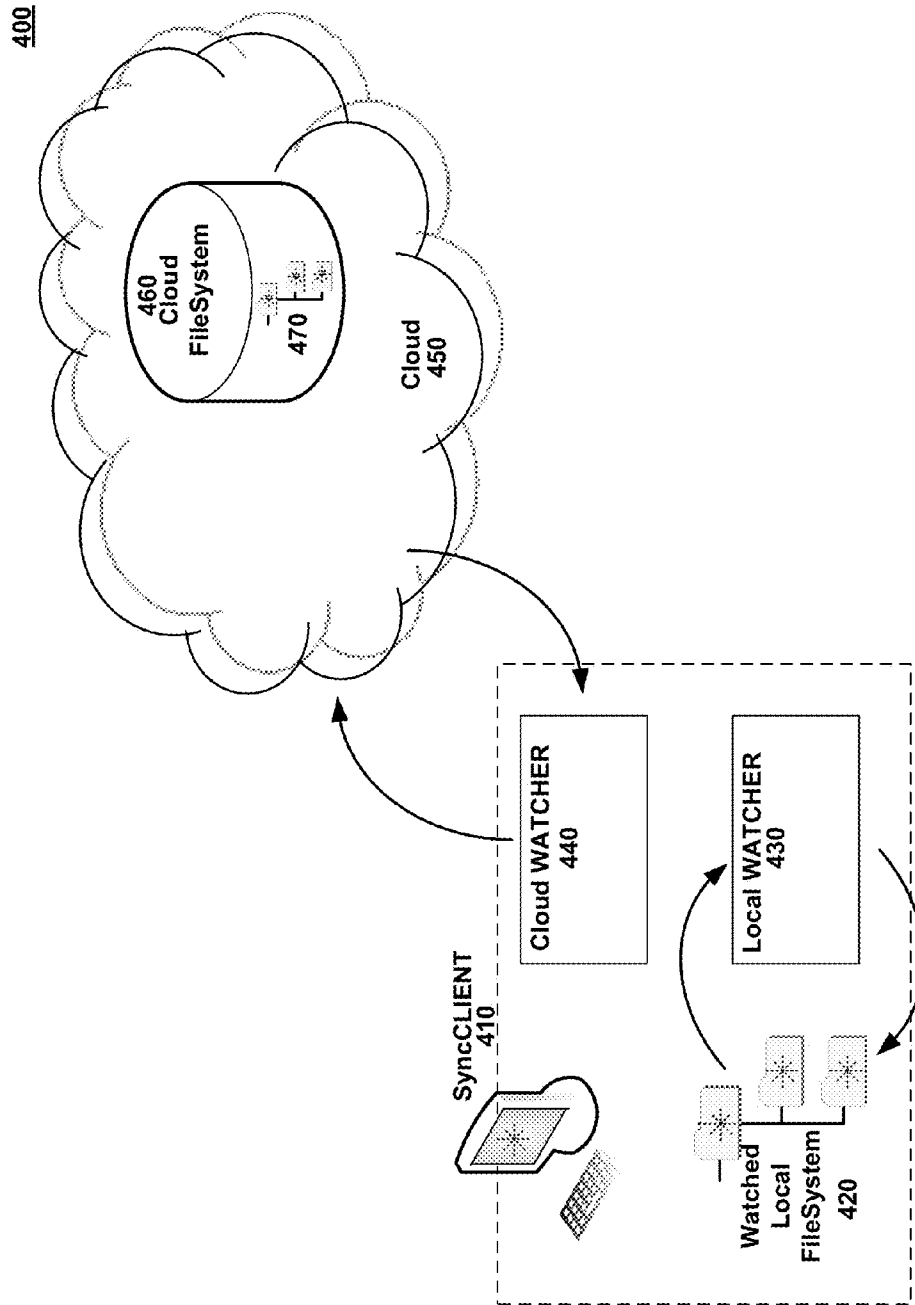 400
460
Cloud
FileSystem
470
Cloud
450
SyncCLIENT
410
Cloud WATCHER
440
Local WATCHER
430
Watched
Local
FileSystem
420